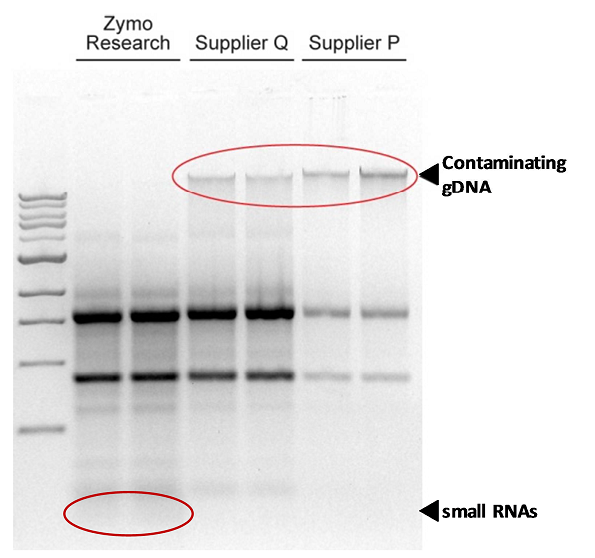 Zymo
Research
Supplier Q
Supplier P
Contaminating
gDNA
small RNAs